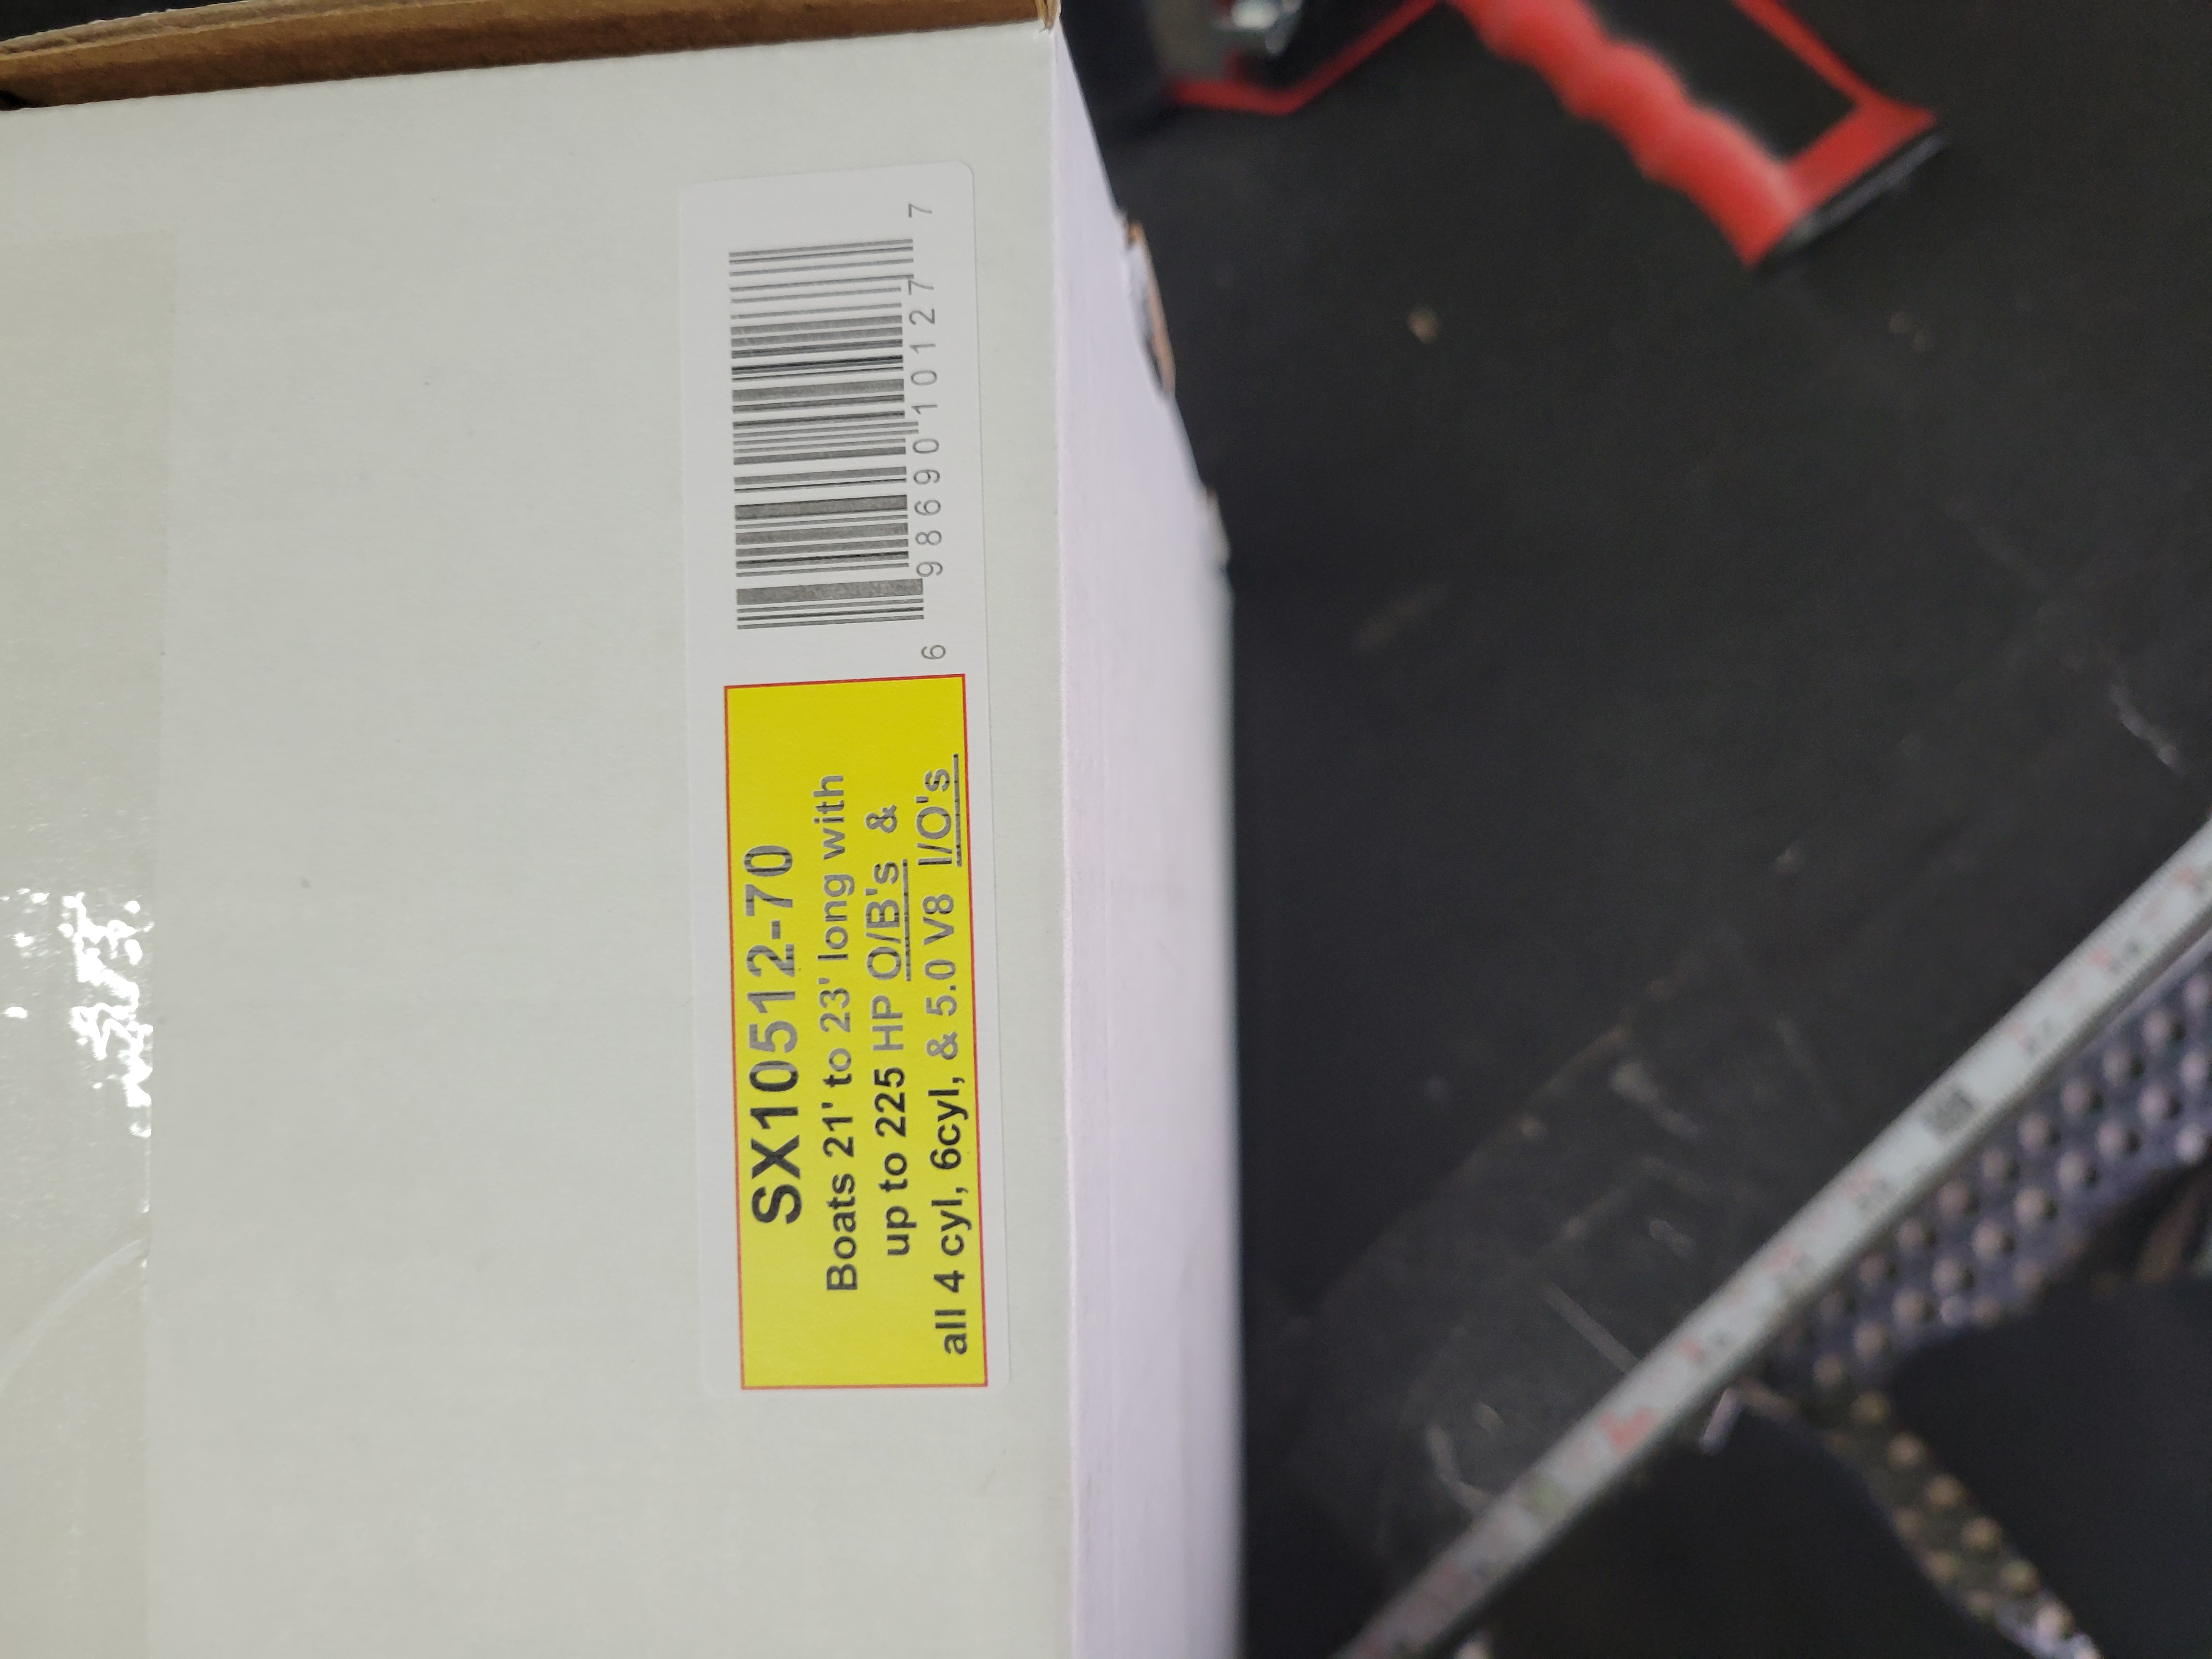 SX10512-70
Boats 21' to 23' long with
up to 225 HP O/B's &
all 4 cyl, 6cyl, & 5.0 V8 I/O's
6 98690 10127 7